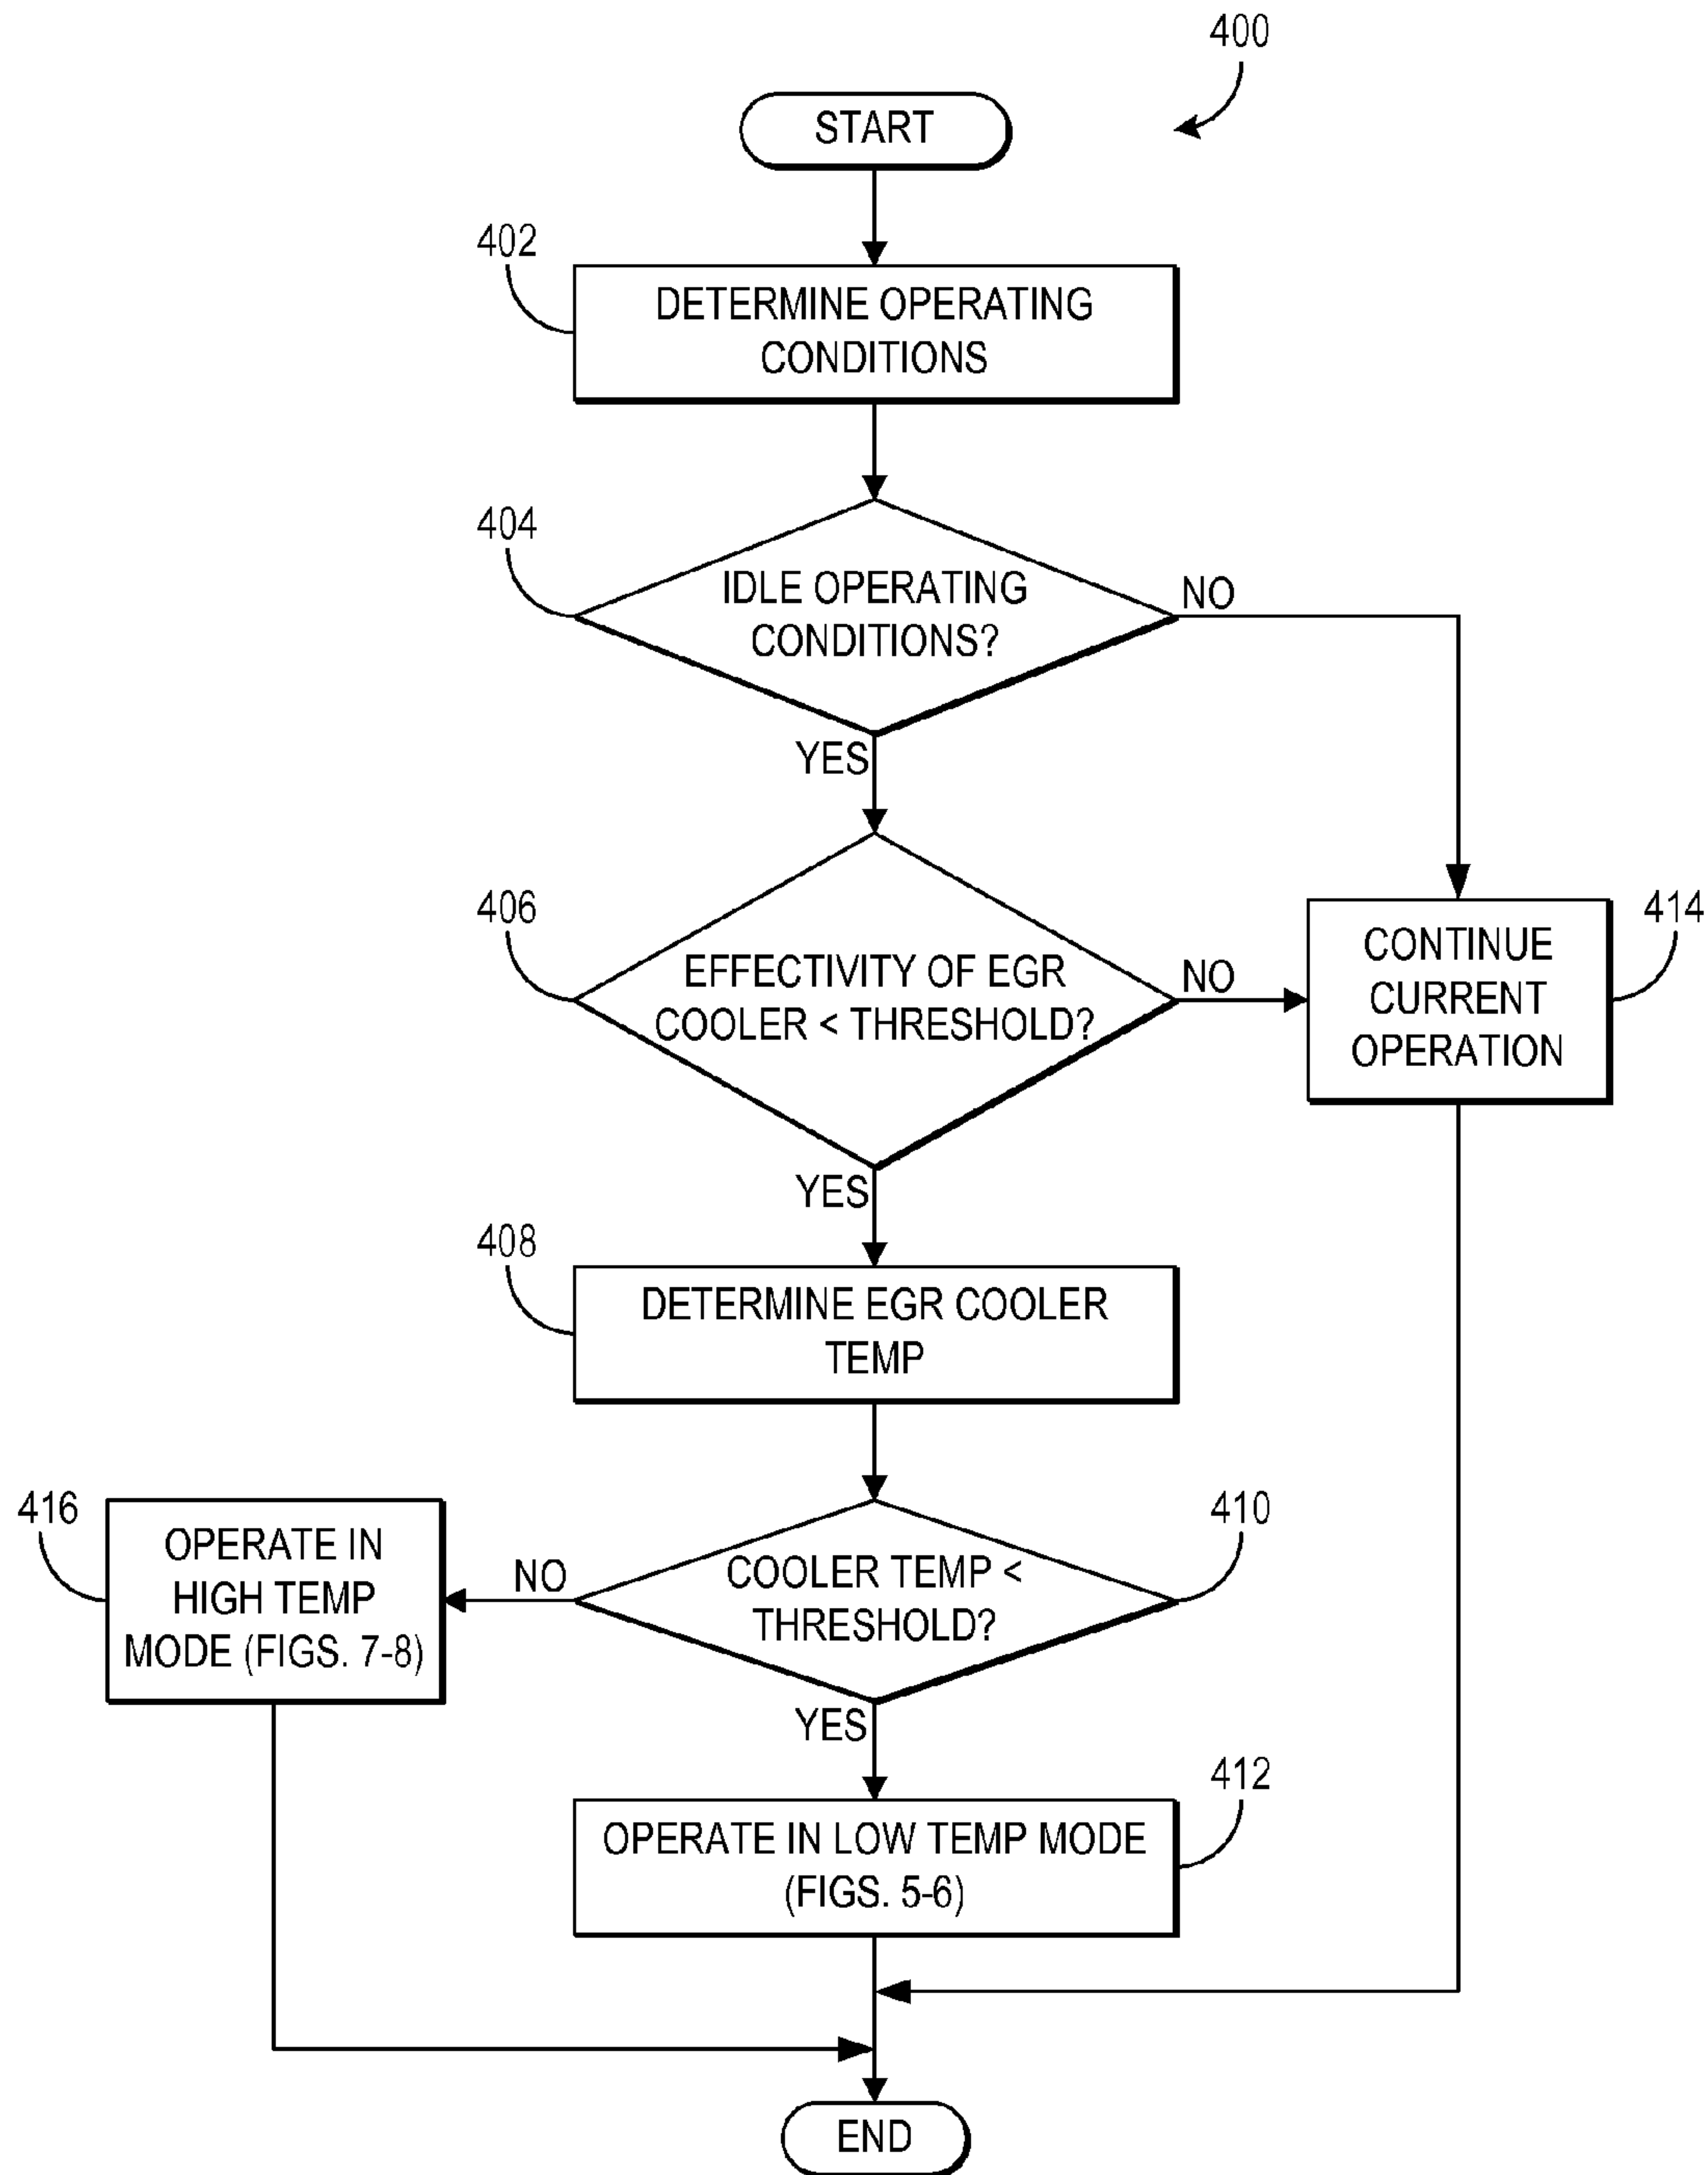 400
START
402
DETERMINE OPERATING
CONDITIONS
404
IDLE OPERATING
CONDITIONS?
NO
YES
406
EFFECTIVITY OF EGR
COOLER < THRESHOLD?
NO
CONTINUE
CURRENT
OPERATION
414
YES
408
DETERMINE EGR COOLER
TEMP
416
OPERATE IN
HIGH TEMP
MODE (FIGS. 7-8)
NO
COOLER TEMP <
THRESHOLD?
410
YES
412
OPERATE IN LOW TEMP MODE
(FIGS. 5-6)
END